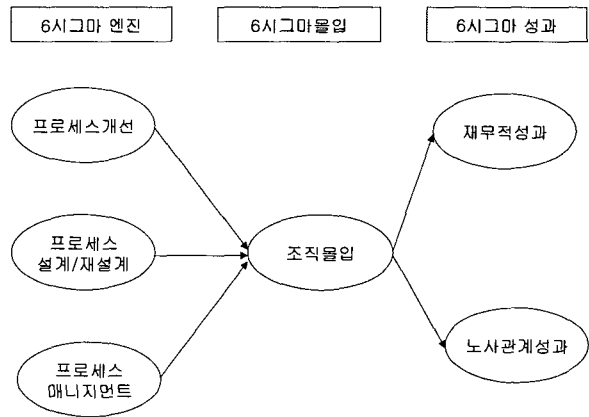 6시그마 엔진
6시그마몰입
6시그마 성과
프로세스개선
재무적성과
프로세스
설계/재설계
조직몰입
노사관계성과
프로세스
매니지먼트